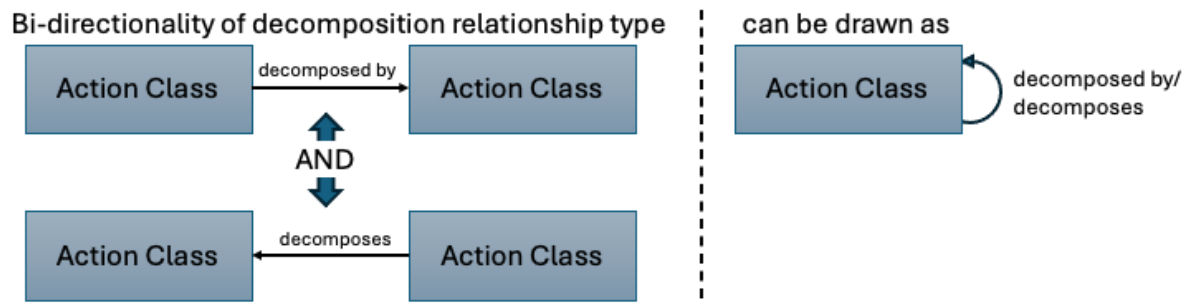 Bi-directionality of decomposition relationship type
Action Class
decomposed by
Action Class
AND
Action Class
decomposes
Action Class
can be drawn as
Action Class
decomposed by/
decomposes